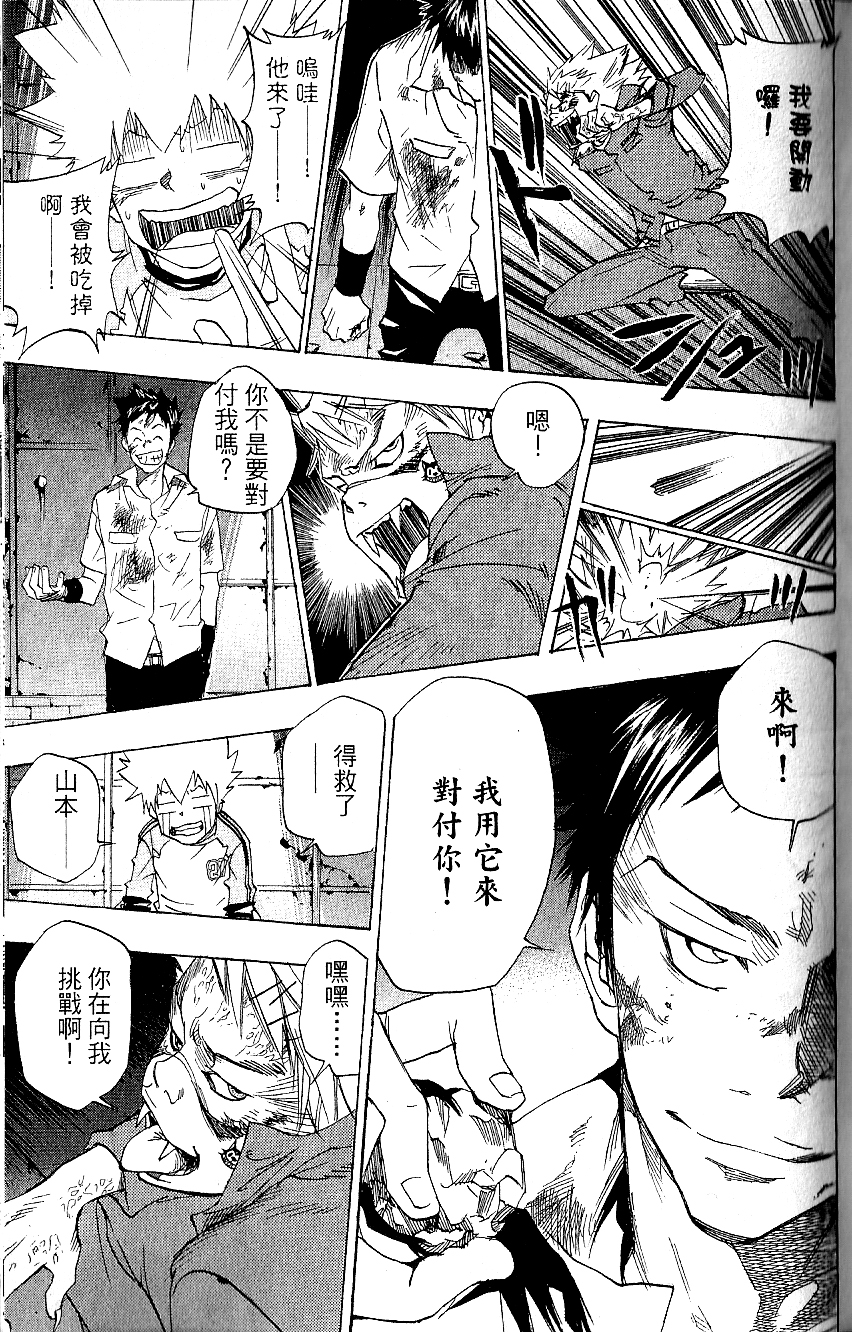 我要開動
囉！
ドッ
嗚哇——！
他來了——！
我會被吃掉
啊——！
嗯！
你不是要對
付我嗎？
來啊！
我用它來
對付你！
得救了
——
山本——
嘿嘿……
你在向我
挑戰啊！